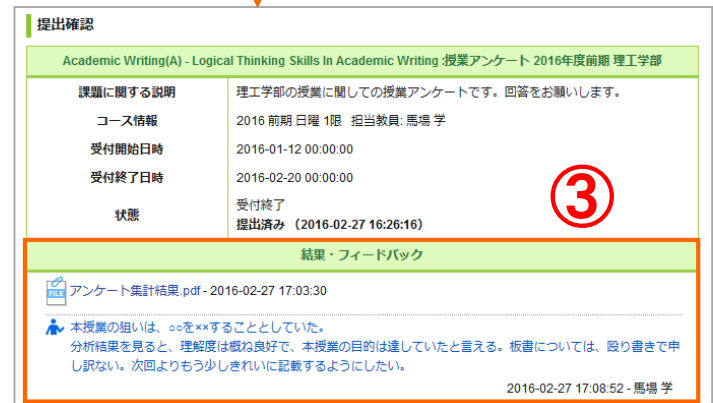 提出確認
Academic Writing(A) - Logical Thinking Skills In Academic Writing :授業アンケート 2016年度前期 理工学部
課題に関する説明 理工学部の授業に関しての授業アンケートです。回答をお願いします。
コース情報 2016 前期 日曜 1限 担当教員: 馬場 学
受付開始日時 2016-01-12 00:00:00
受付終了日時 2016-02-20 00:00:00
状態 受付終了
提出済み (2016-02-27 16:26:16)
③
結果・フィードバック
FILE アンケート集計結果.pdf - 2016-02-27 17:03:30
本授業の狙いは、○○を××することとしていた。
分析結果を見ると、理解度は概ね良好で、本授業の目的は達していたと言える。板書については、殴り書きで申
し訳ない。次回よりもう少しきれいに記載するようにしたい。
2016-02-27 17:08:52 - 馬場 学